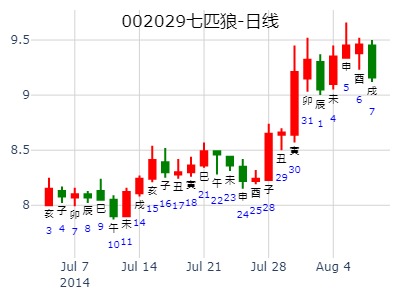 002029七匹狼-日线
9.5
9
8.5
8
亥 子 卯 辰 巳 午 未 戌 亥 子 丑 寅 巳 午 未 申 酉 戌 丑 寅 卯 辰 未 申 酉 戌
3 4 7 8 9 10 11 14 15 16 17 18 21 22 23 24 25 28 29 30 31 1 4 5 6 7
Jul 7 Jul 14 Jul 21 Jul 28 Aug 4
2014